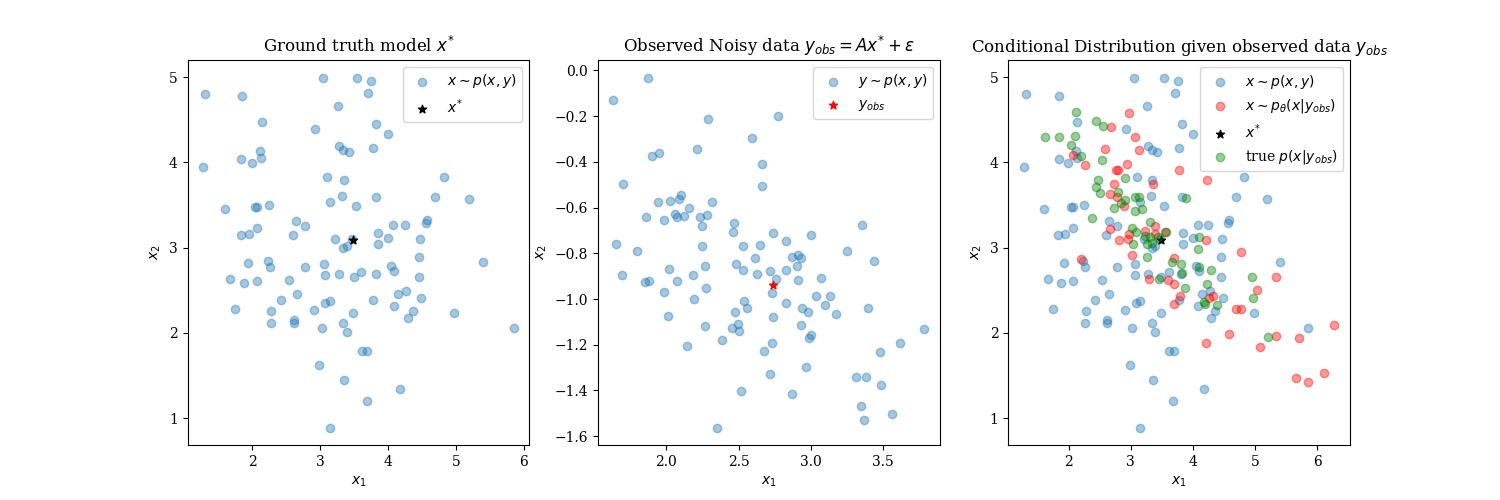 Ground truth model x*
x ~ p(x, y)
x*
5
4
3
2
1
x₂
2
3
4
5
6
x₁
Observed Noisy data y_obs = Ax* + ε
y ~ p(x, y)
y_obs
0.0
−0.2
−0.4
−0.6
−0.8
−1.0
−1.2
−1.4
−1.6
x₂
2.0
2.5
3.0
3.5
x₁
Conditional Distribution given observed data y_obs
x ~ p(x, y)
x ~ p_θ(x|y_obs)
x*
true p(x|y_obs)
5
4
3
2
1
x₂
2
3
4
5
6
x₁